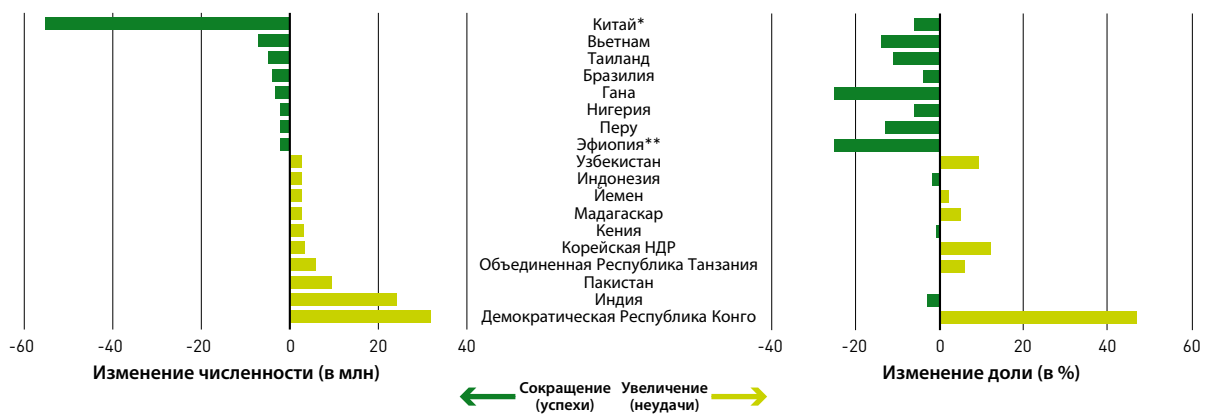 Китай*
Вьетнам
Таиланд
Бразилия
Гана
Нигерия
Перу
Эфиопия**
Узбекистан
Индонезия
Йемен
Мадагаскар
Кения
Корейская НДР
Объединенная Республика Танзания
Пакистан
Индия
Демократическая Республика Конго
-60 -40 -20 0 20 40
-40 -20 0 20 40 60
Изменение численности (в млн)
Изменение доли (в %)
Сокращение (успехи)
Увеличение (неудачи)